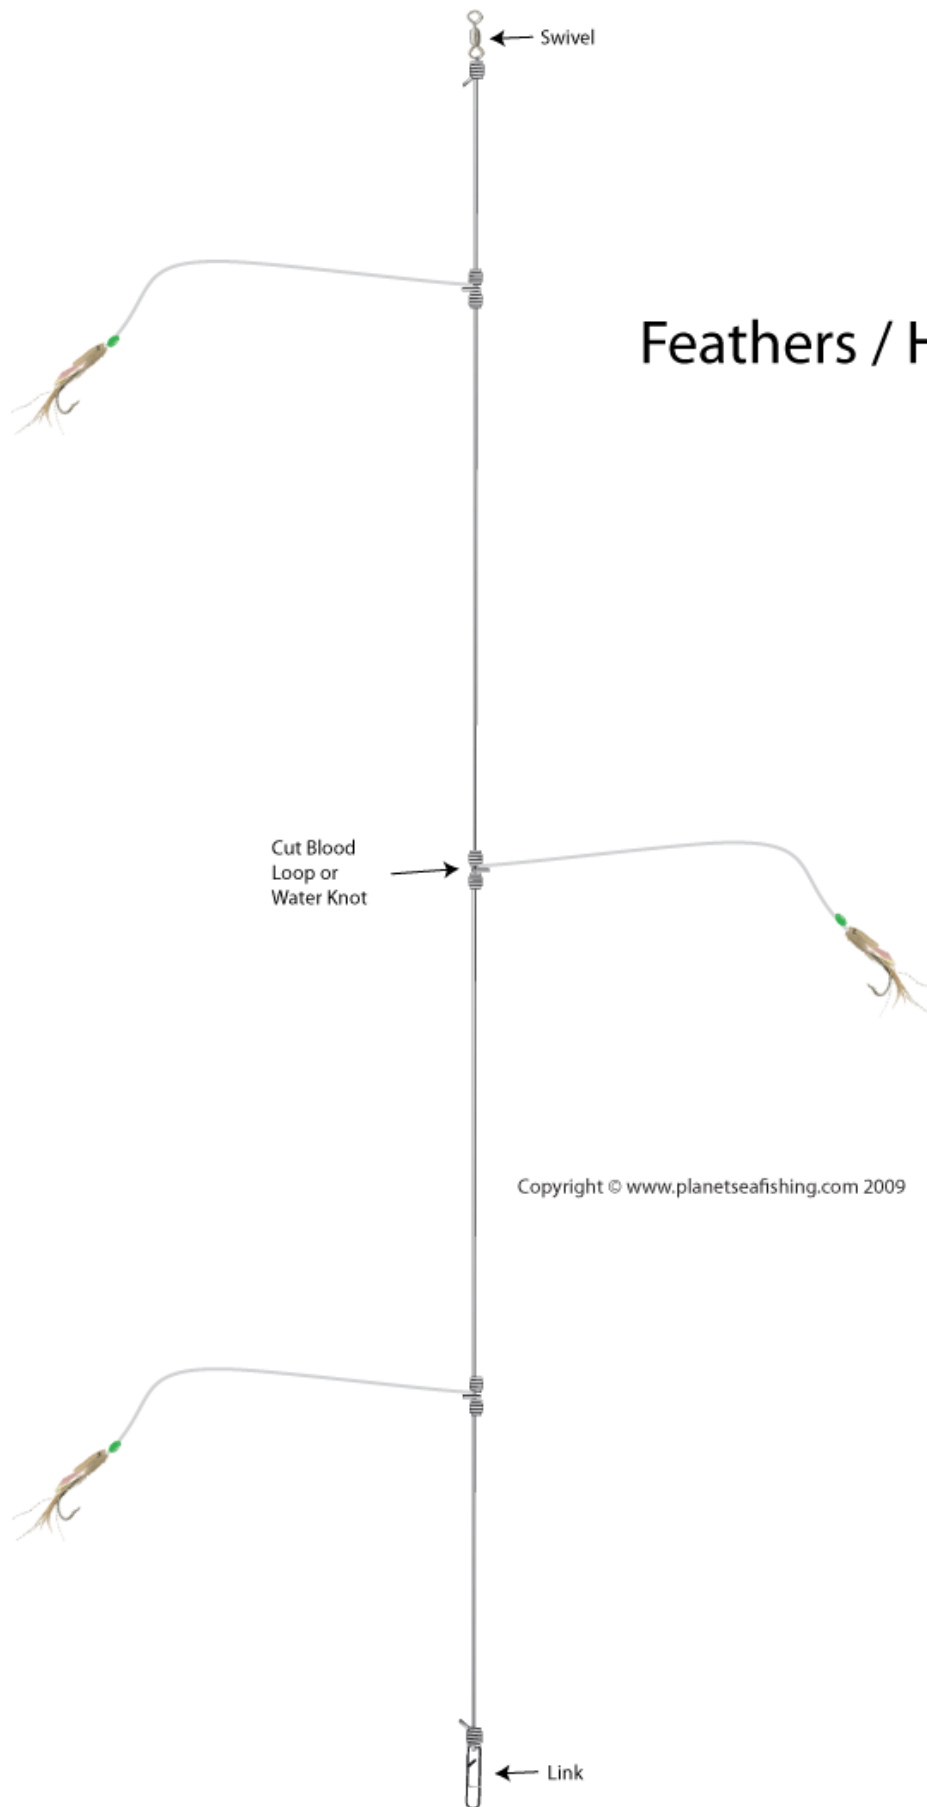 Swivel
Feathers / H
Cut Blood
Loop or
Water Knot
Copyright © www.planetseafishing.com 2009
Link